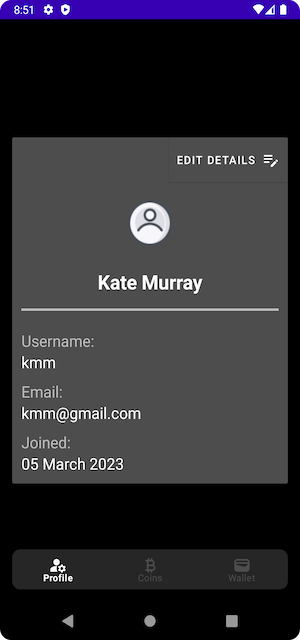 8:51
EDIT DETAILS
Kate Murray
Username:
kmm
Email:
kmm@gmail.com
Joined:
05 March 2023
Profile
Coins
Wallet